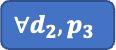 ∀d₂, p₃